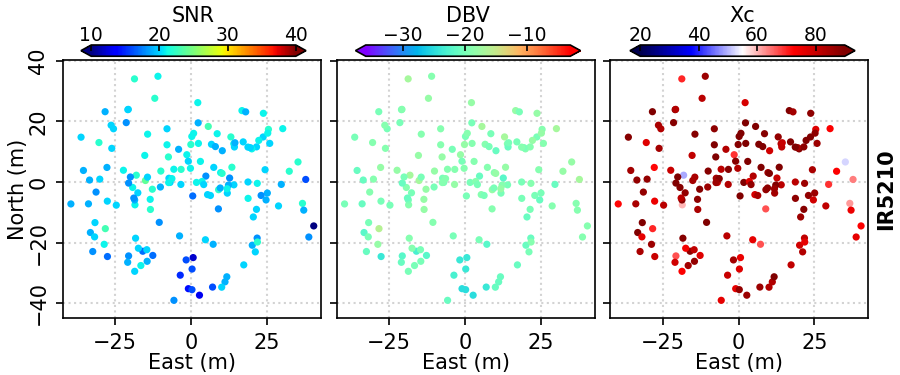 SNR DBV Xc
10 20 30 40 −30 −20 −10 20 40 60 80
40
20
0
−20
−40
North (m)
IR5210
−25 0 25 −25 0 25 −25 0 25
East (m) East (m) East (m)